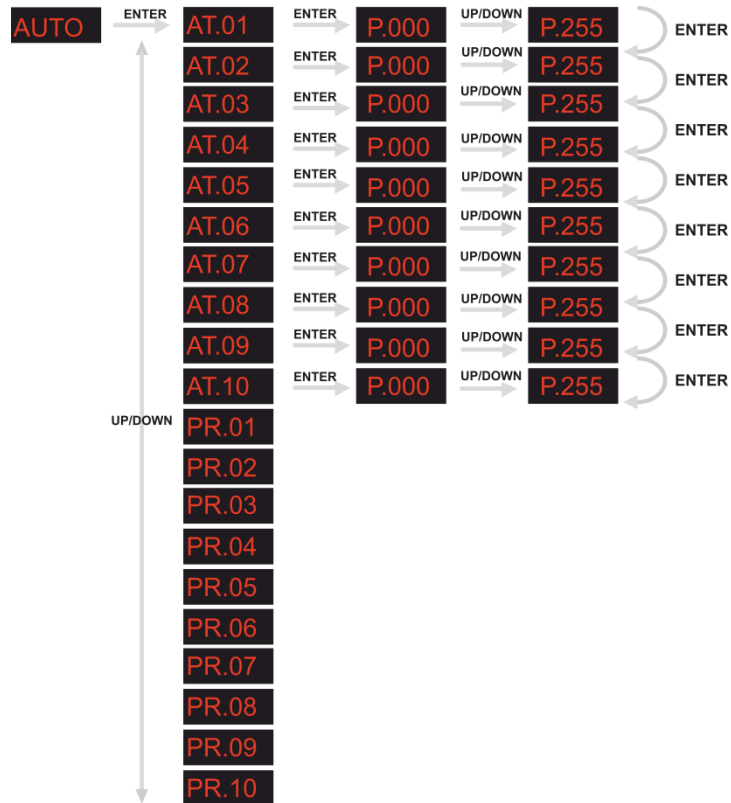 AUTO ENTER AT.01 ENTER P.000 UP/DOWN P.255 ENTER
AT.02 ENTER P.000 UP/DOWN P.255 ENTER
AT.03 ENTER P.000 UP/DOWN P.255 ENTER
AT.04 ENTER P.000 UP/DOWN P.255 ENTER
AT.05 ENTER P.000 UP/DOWN P.255 ENTER
AT.06 ENTER P.000 UP/DOWN P.255 ENTER
AT.07 ENTER P.000 UP/DOWN P.255 ENTER
AT.08 ENTER P.000 UP/DOWN P.255 ENTER
AT.09 ENTER P.000 UP/DOWN P.255
AT.10 ENTER P.000 UP/DOWN P.255
UP/DOWN PR.01
PR.02
PR.03
PR.04
PR.05
PR.06
PR.07
PR.08
PR.09
PR.10